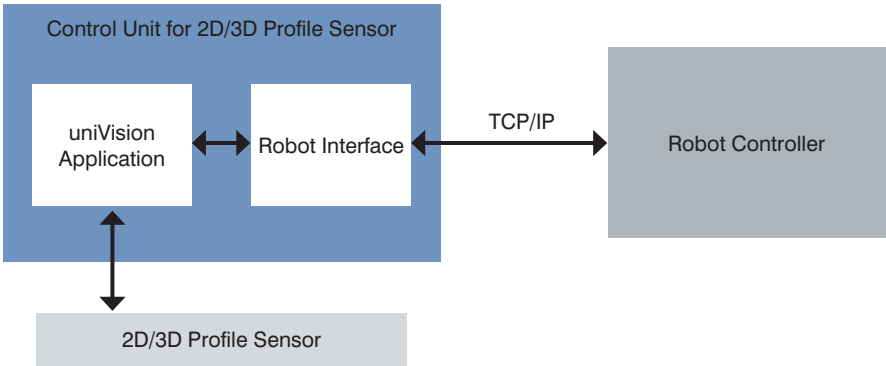 Control Unit for 2D/3D Profile Sensor
uniVision
Application
Robot Interface
TCP/IP
Robot Controller
2D/3D Profile Sensor